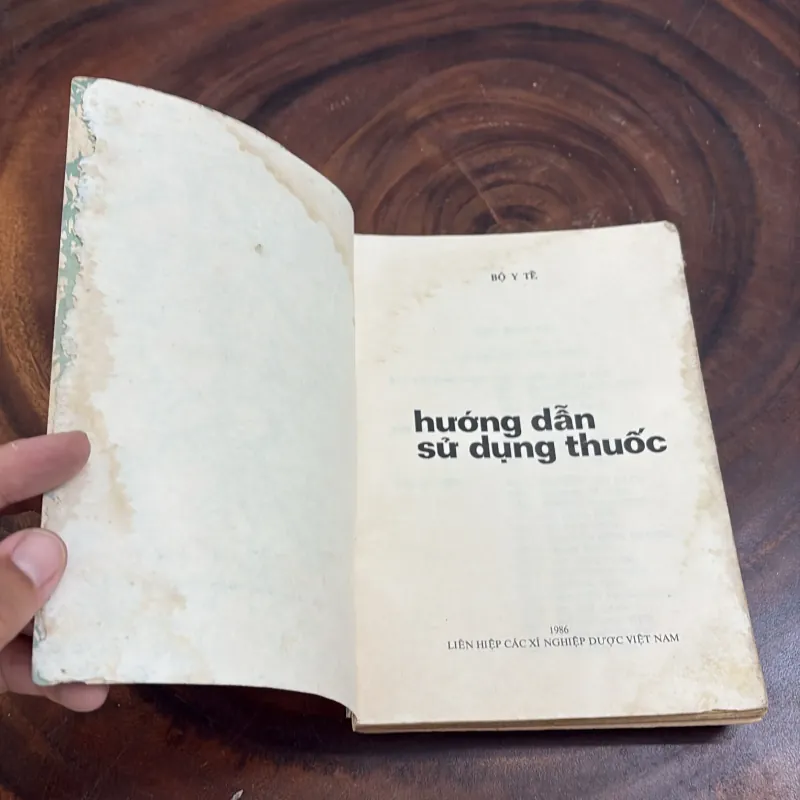 BỘ Y TẾ
hướng dẫn
sử dụng thuốc
1986
LIÊN HIỆP CÁC XÍ NGHIỆP DƯỢC VIỆT NAM